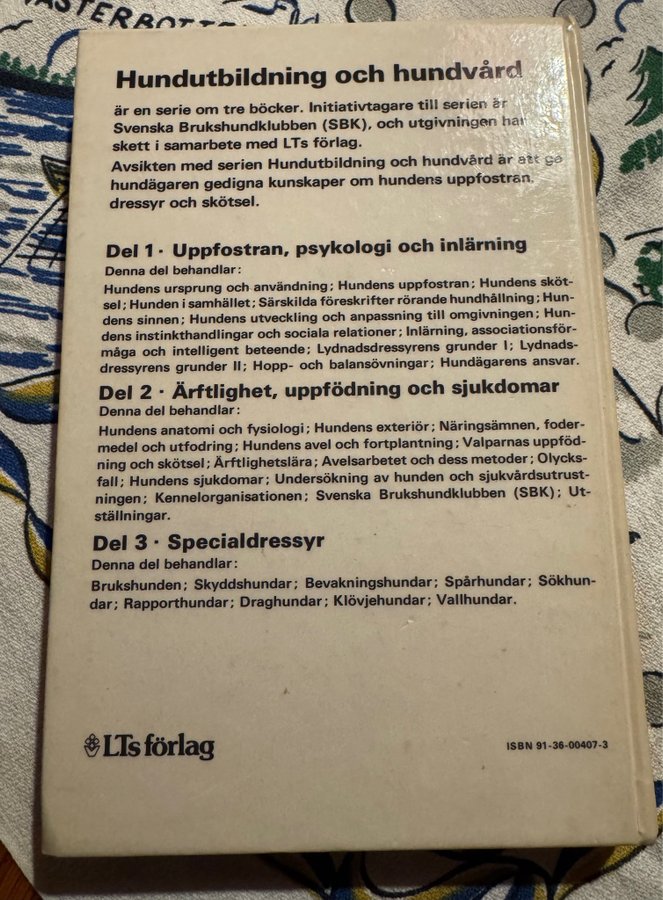 ÄSTERBOTTE
Hundutbildning och hundvård
är en serie om tre böcker. Initiativtagare till serien är
Svenska Brukshundklubben (SBK), och utgivningen har
skett i samarbete med LTs förlag.
Avsikten med serien Hundutbildning och hundvård är att ge
hundägaren gedigna kunskaper om hundens uppfostran,
dressyr och skötsel.
Del 1 · Uppfostran, psykologi och inlärning
Denna del behandlar:
Hundens ursprung och användning; Hundens uppfostran; Hundens sköt-
sel; Hunden i samhället; Särskilda föreskrifter rörande hundhållning; Hun-
dens sinnen; Hundens utveckling och anpassning till omgivningen; Hun-
dens instinkthandlingar och sociala relationer; Inlärning, associationsför-
måga och intelligent beteende; Lydnadsdressyrens grunder I; Lydnads-
dressyrens grunder II; Hopp- och balansövningar; Hundägarens ansvar.
Del 2 · Ärftlighet, uppfödning och sjukdomar
Denna del behandlar:
Hundens anatomi och fysiologi; Hundens exteriör; Näringsämnen, foder-
medel och utfodring; Hundens avel och fortplantning; Valparnas uppföd-
ning och skötsel; Ärftlighetslära; Avelsarbetet och dess metoder; Olycks-
fall; Hundens sjukdomar; Undersökning av hunden och sjukvårdsutrust-
ningen; Kennelorganisationen; Svenska Brukshundklubben (SBK); Ut-
ställningar.
Del 3 · Specialdressyr
Denna del behandlar:
Brukshunden; Skyddshundar; Bevakningshundar; Spårhundar; Sökhun-
dar; Rapporthundar; Draghundar; Klövjehundar; Vallhundar.
LTs förlag
ISBN 91-36-00407-3